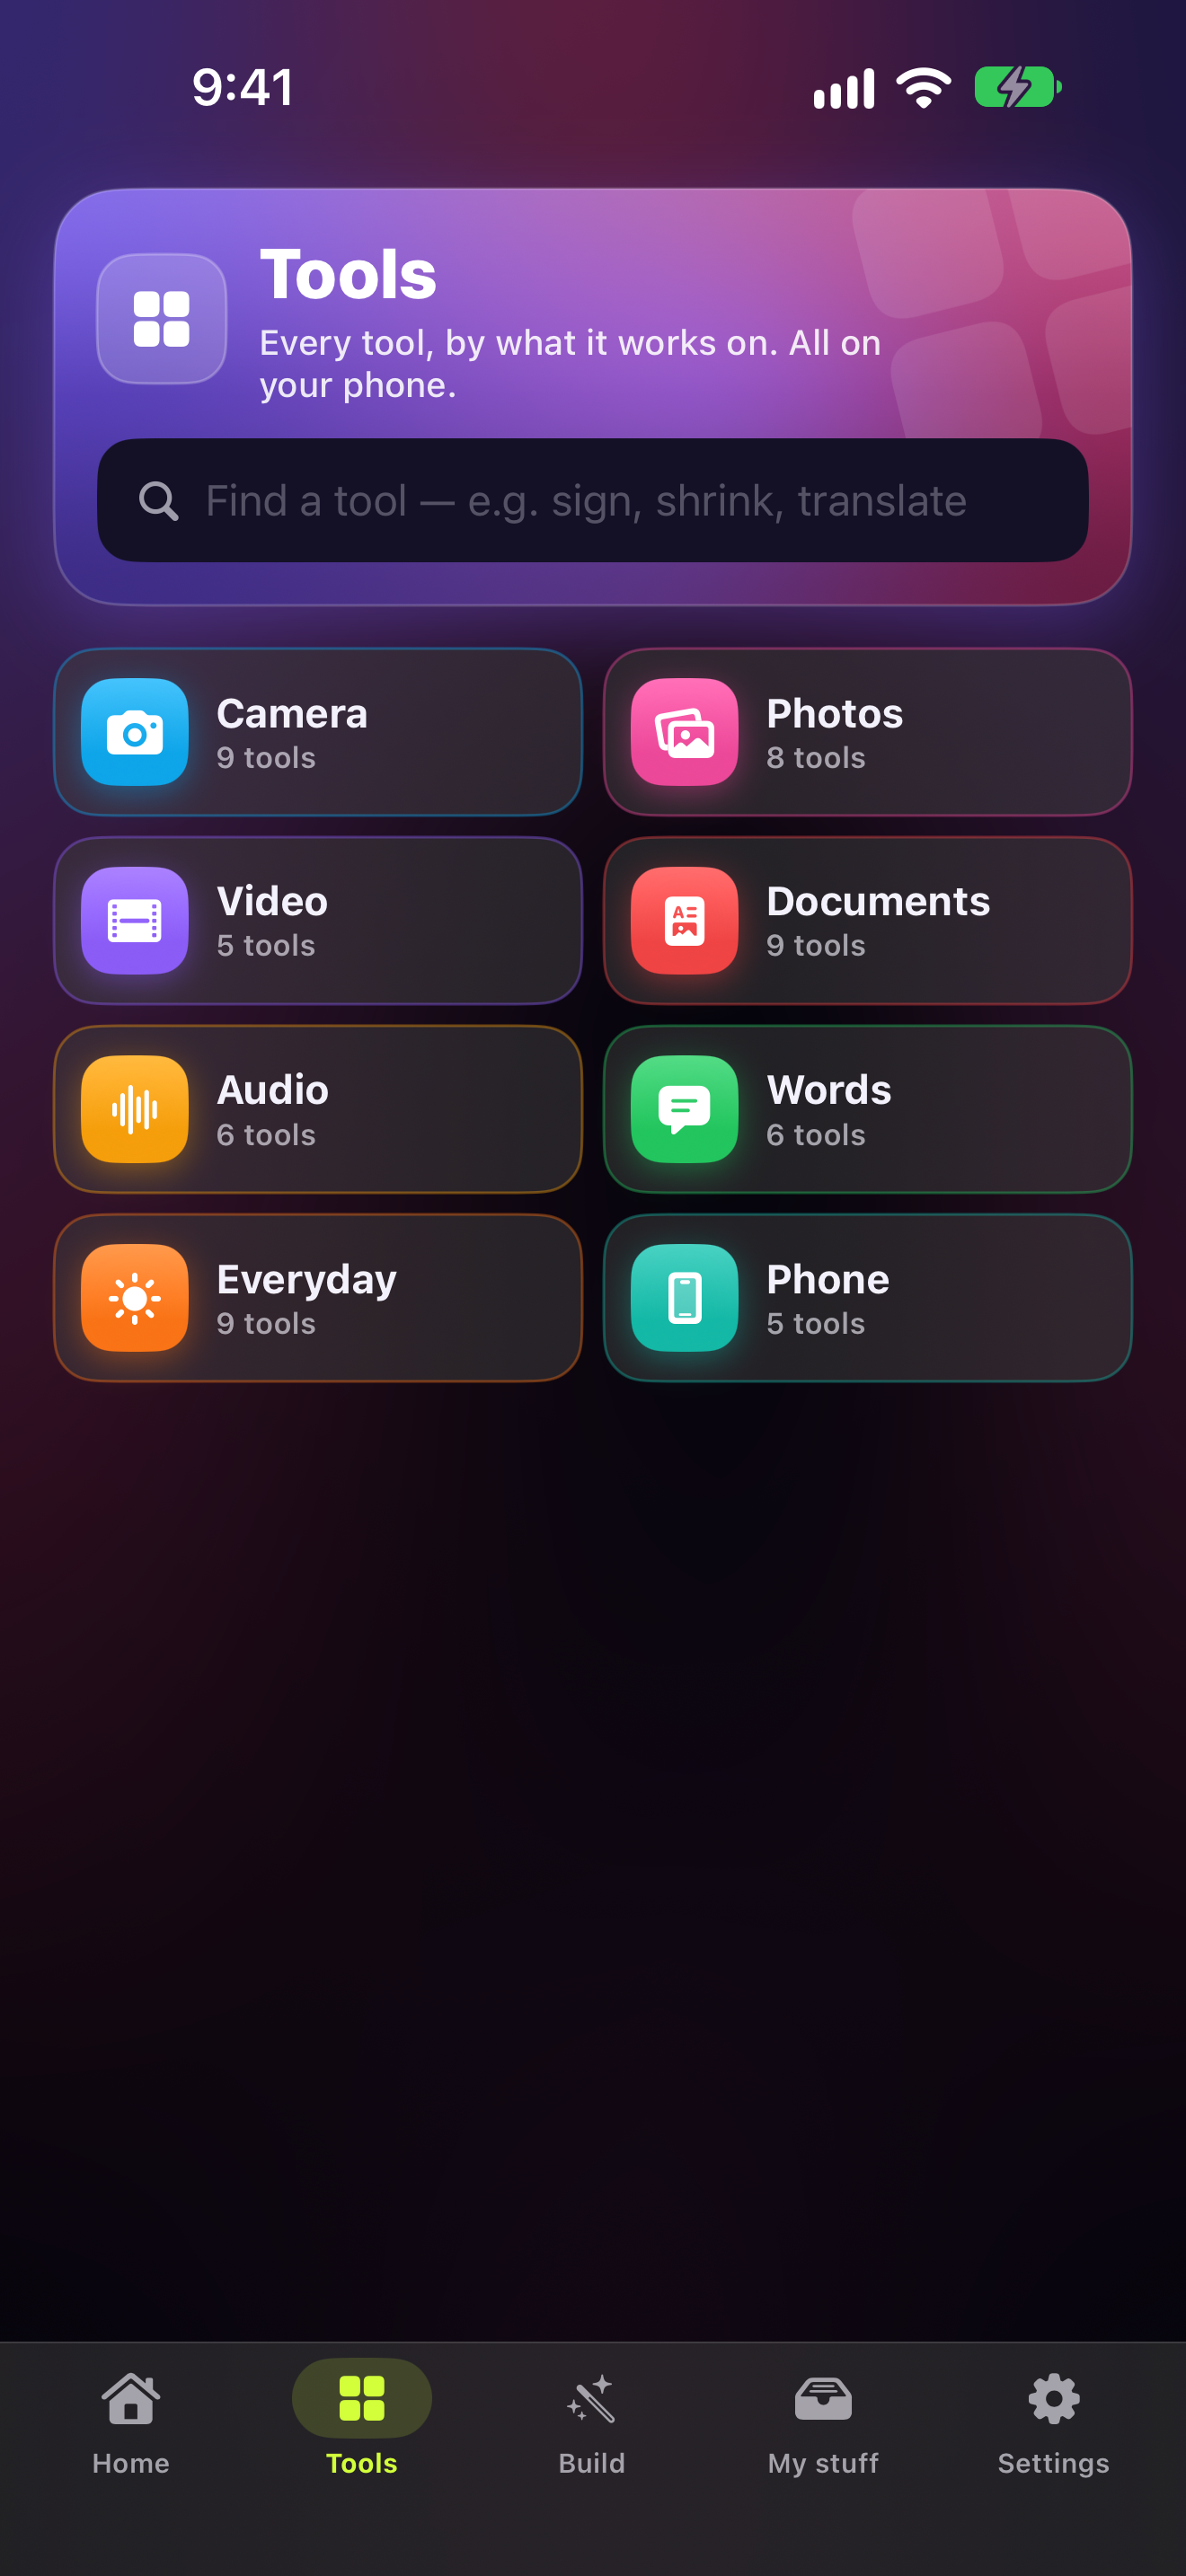 9:41
Tools
Every tool, by what it works on. All on
your phone.
Find a tool — e.g. sign, shrink, translate
Camera
9 tools
Photos
8 tools
Video
5 tools
Documents
9 tools
Audio
6 tools
Words
6 tools
Everyday
9 tools
Phone
5 tools
Home
Tools
Build
My stuff
Settings